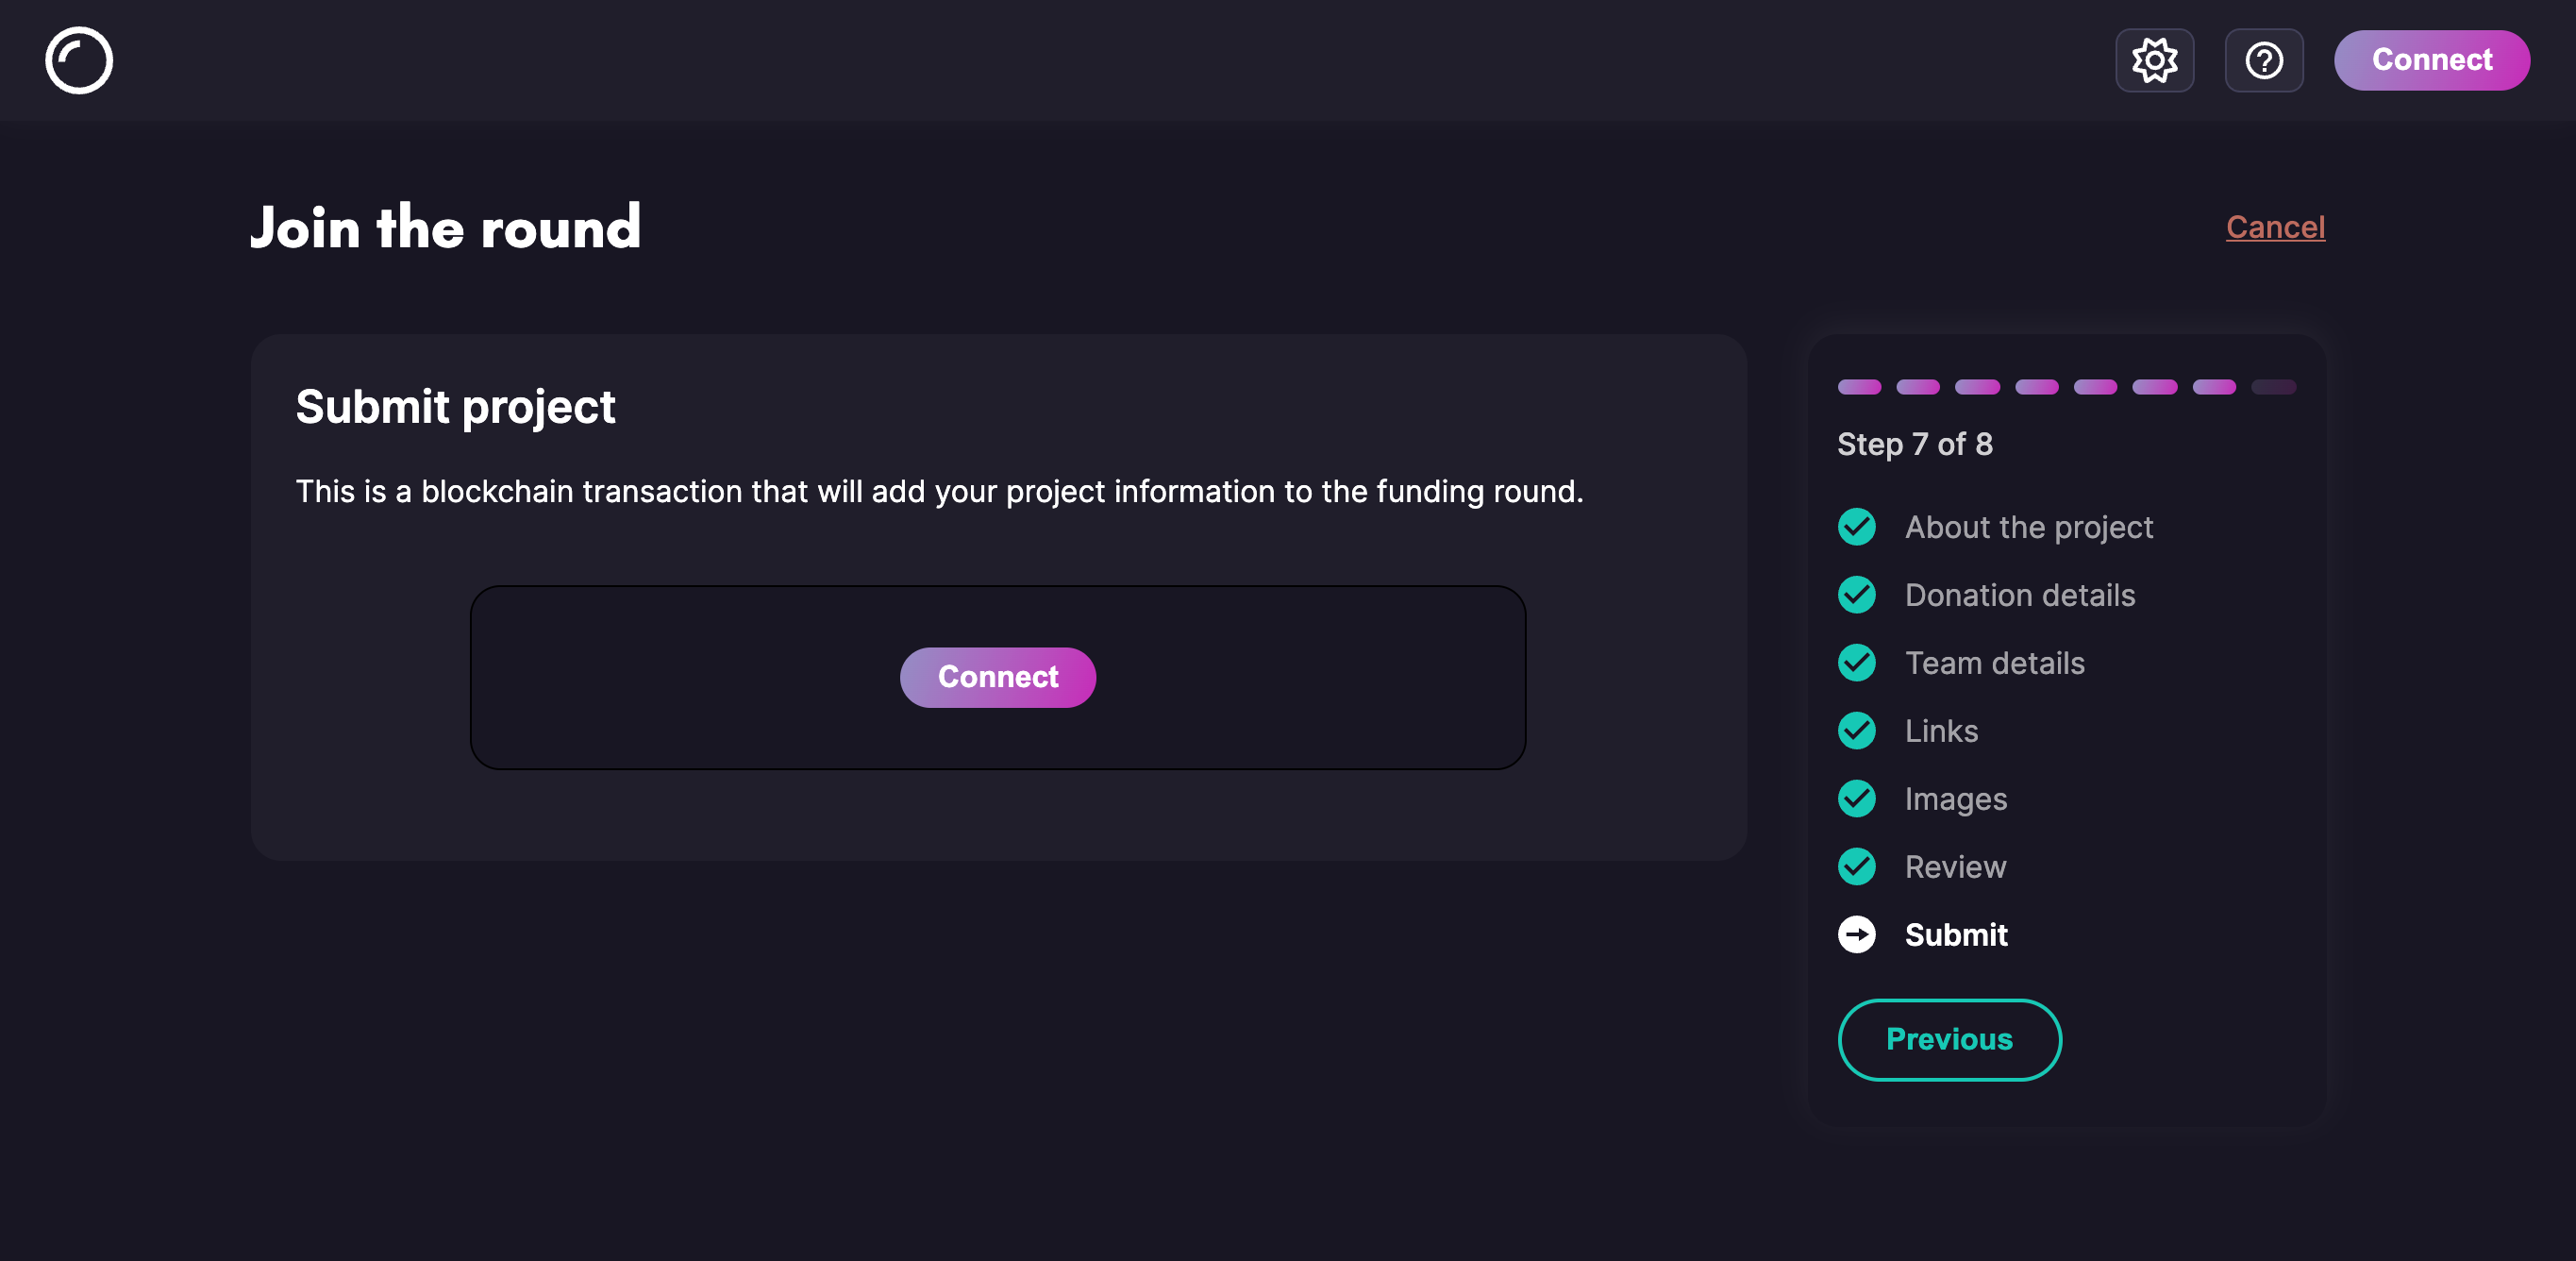 Connect
Join the round
Cancel
Submit project
This is a blockchain transaction that will add your project information to the funding round.
Connect
Step 7 of 8
About the project
Donation details
Team details
Links
Images
Review
Submit
Previous